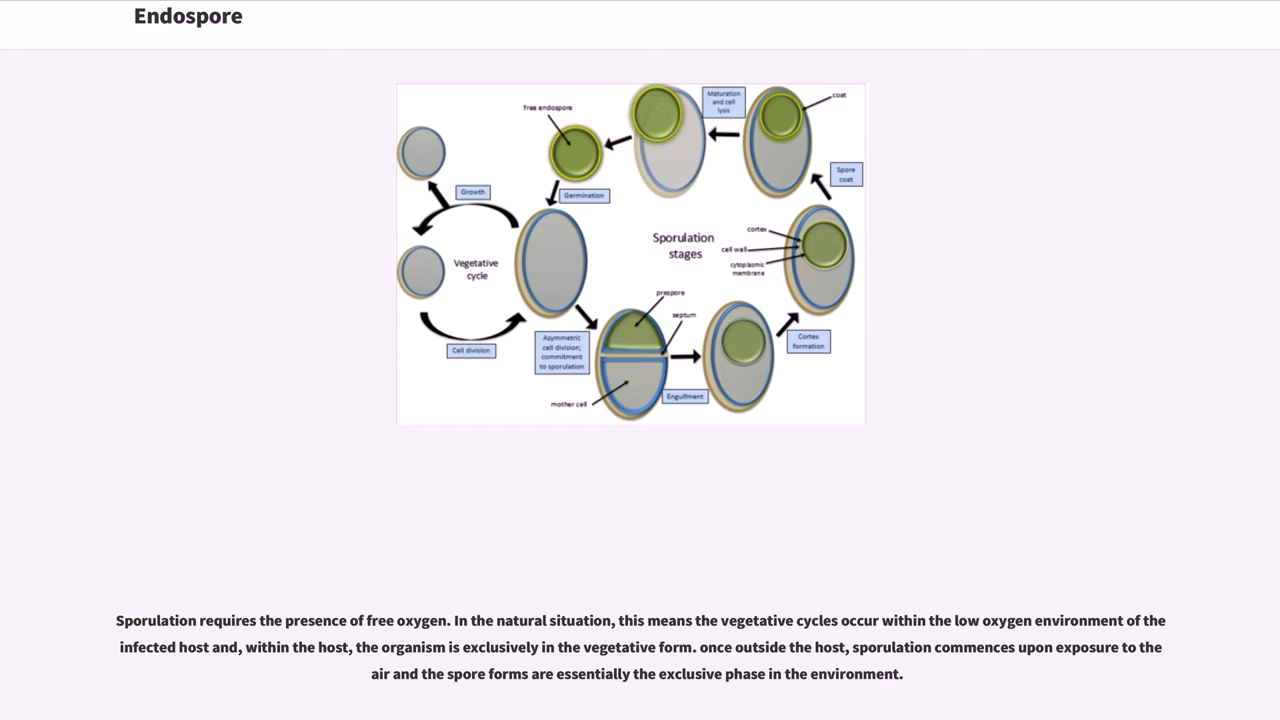 Endospore
free endospore
Maturation
and cell
lysis
coat
Growth
Germination
Spore
coat
Vegetative
cycle
Sporulation
stages
cortex
cell wall
cytoplasmic
membrane
prespore
septum
Cell division
Asymmetric
cell division;
commitment
to sporulation
Cortex
formation
mother cell
Engulfment
Sporulation requires the presence of free oxygen. In the natural situation, this means the vegetative cycles occur within the low oxygen environment of the
infected host and, within the host, the organism is exclusively in the vegetative form. once outside the host, sporulation commences upon exposure to the
air and the spore forms are essentially the exclusive phase in the environment.